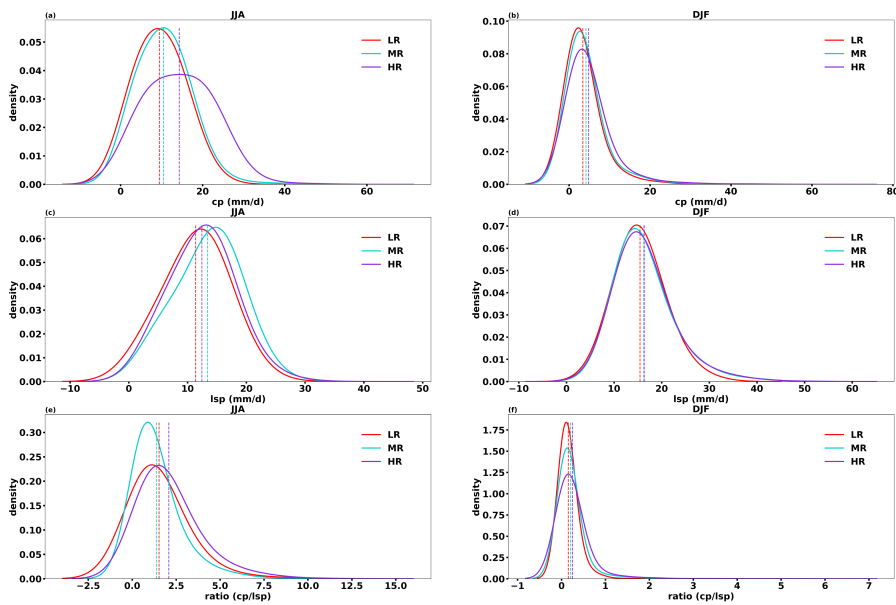 (a) JJA
LR
MR
HR
density
0.05
0.04
0.03
0.02
0.01
0.00
0 20 40 60
cp (mm/d)
(b) DJF
LR
MR
HR
density
0.10
0.08
0.06
0.04
0.02
0.00
0 20 40 60 80
cp (mm/d)
(c) JJA
LR
MR
HR
density
0.06
0.05
0.04
0.03
0.02
0.01
0.00
−10 0 10 20 30 40 50
lsp (mm/d)
(d) DJF
LR
MR
HR
density
0.07
0.06
0.05
0.04
0.03
0.02
0.01
0.00
−10 0 10 20 30 40 50 60
lsp (mm/d)
(e) JJA
LR
MR
HR
density
0.30
0.25
0.20
0.15
0.10
0.05
0.00
−2.5 0.0 2.5 5.0 7.5 10.0 12.5 15.0
ratio (cp/lsp)
(f) DJF
LR
MR
HR
density
1.75
1.50
1.25
1.00
0.75
0.50
0.25
0.00
−1 0 1 2 3 4 5 6 7
ratio (cp/lsp)